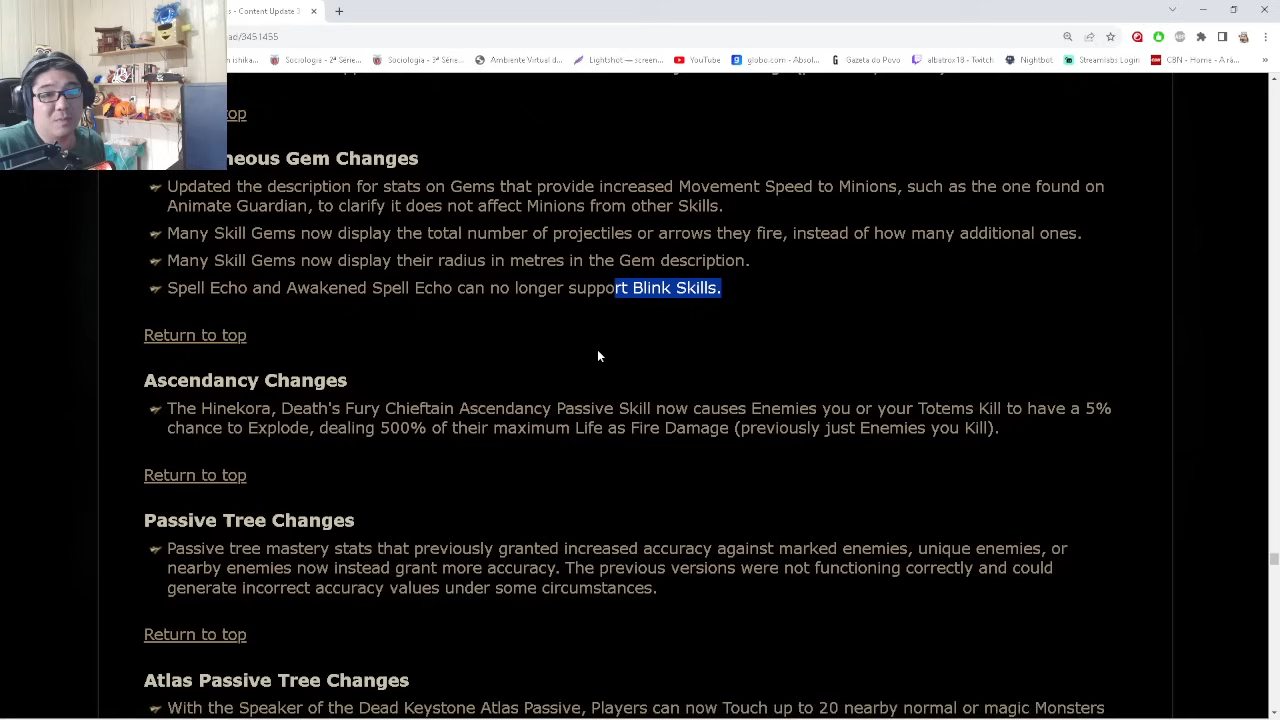 s - Content Update 3
ad/3451455
m ishika...
Sociologia - 2ª Série...
Sociologia - 3ª Série...
Ambiente Virtual d...
Lightshot — screen...
YouTube
globo.com - Absol...
Gazeta do Povo
albatrox18 - Twitch
Nightbot
Streamlabs Login
CBN - Home - A rá...
top
neous Gem Changes
Updated the description for stats on Gems that provide increased Movement Speed to Minions, such as the one found on
Animate Guardian, to clarify it does not affect Minions from other Skills.
Many Skill Gems now display the total number of projectiles or arrows they fire, instead of how many additional ones.
Many Skill Gems now display their radius in metres in the Gem description.
Spell Echo and Awakened Spell Echo can no longer support Blink Skills.
Return to top
Ascendancy Changes
The Hinekora, Death's Fury Chieftain Ascendancy Passive Skill now causes Enemies you or your Totems Kill to have a 5%
chance to Explode, dealing 500% of their maximum Life as Fire Damage (previously just Enemies you Kill).
Return to top
Passive Tree Changes
Passive tree mastery stats that previously granted increased accuracy against marked enemies, unique enemies, or
nearby enemies now instead grant more accuracy. The previous versions were not functioning correctly and could
generate incorrect accuracy values under some circumstances.
Return to top
Atlas Passive Tree Changes
With the Speaker of the Dead Keystone Atlas Passive, Players can now Touch up to 20 nearby normal or magic Monsters